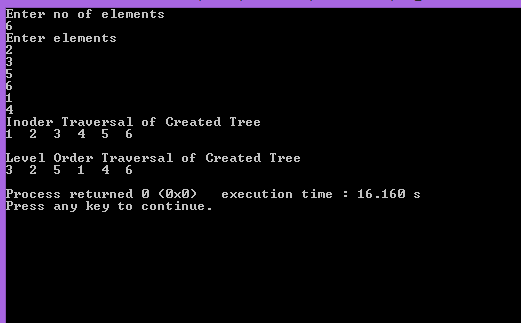 Enter no of elements
6
Enter elements
2
3
5
6
1
4
Inoder Traversal of Created Tree
1  2  3  4  5  6
Level Order Traversal of Created Tree
3  2  5  1  4  6
Process returned 0 (0x0)   execution time : 16.160 s
Press any key to continue.